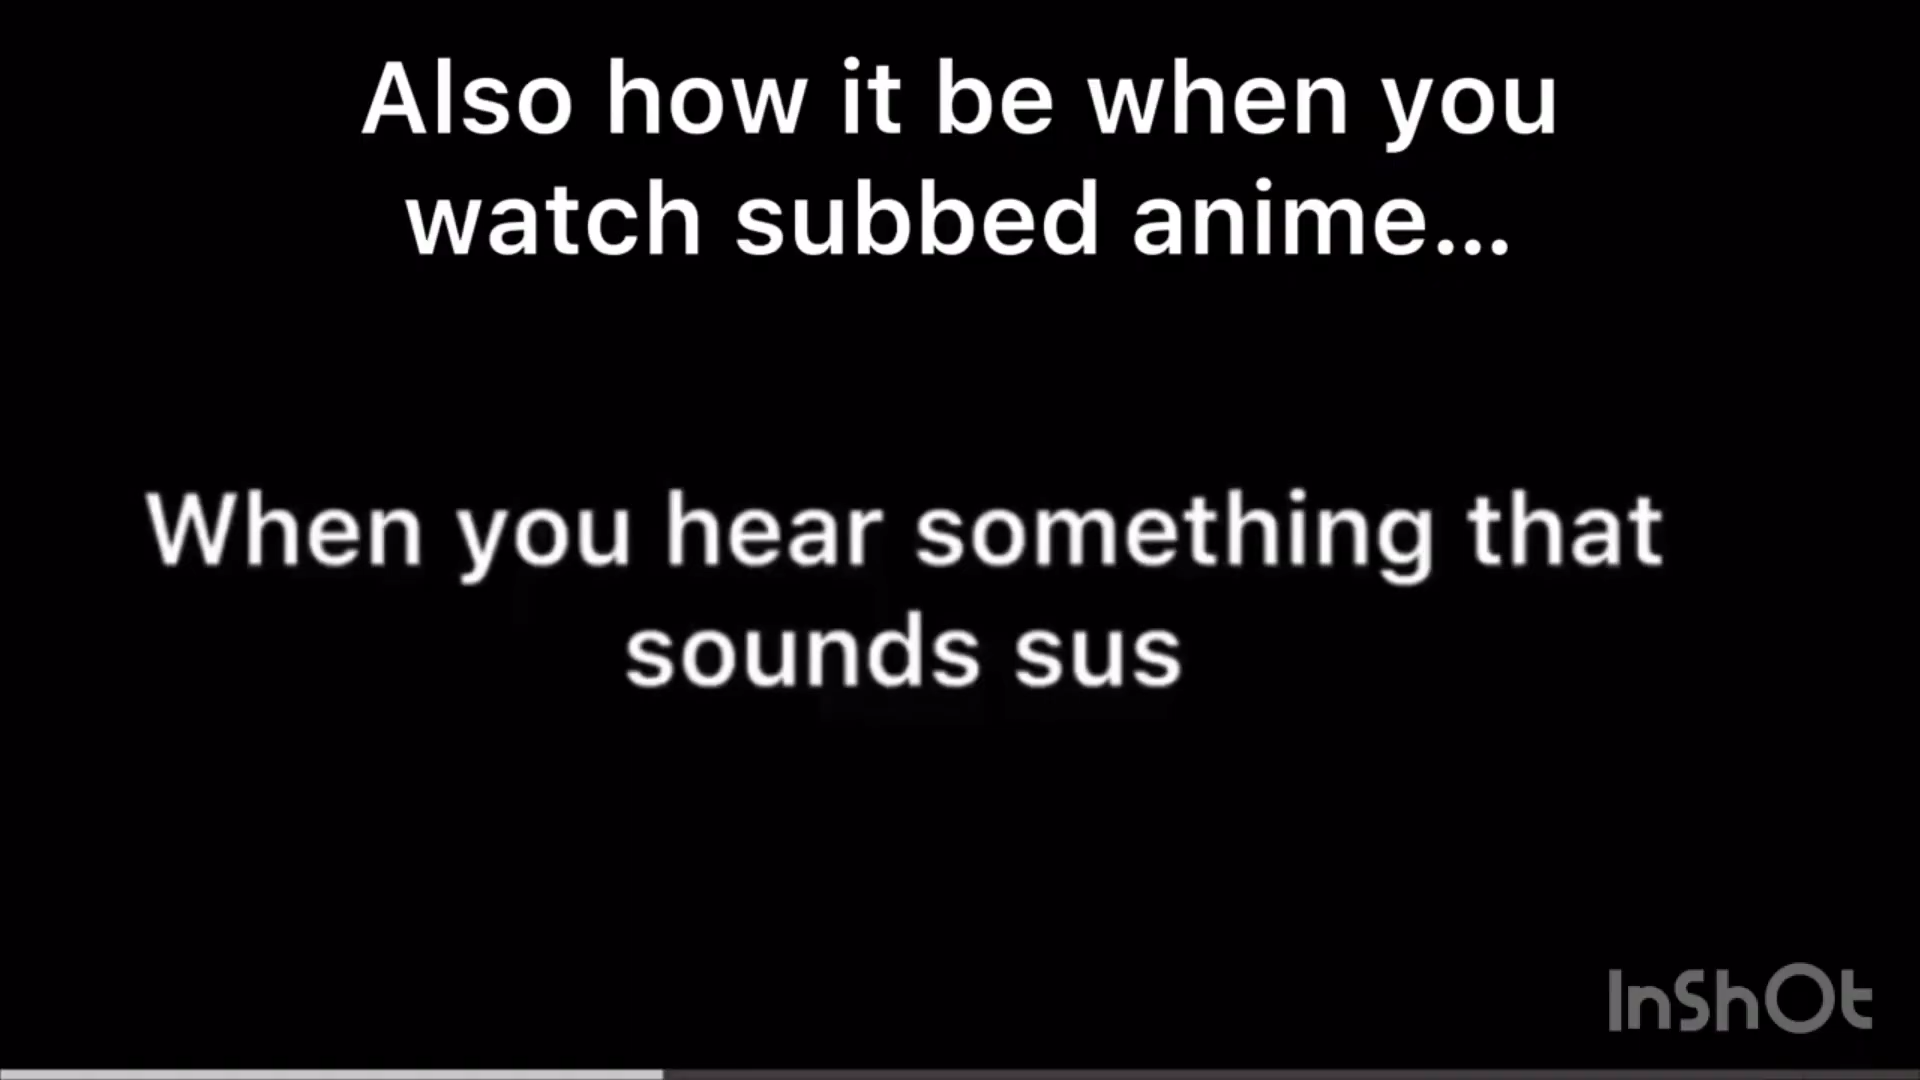 Also how it be when you
watch subbed anime...
When you hear something that
sounds sus
InShOt